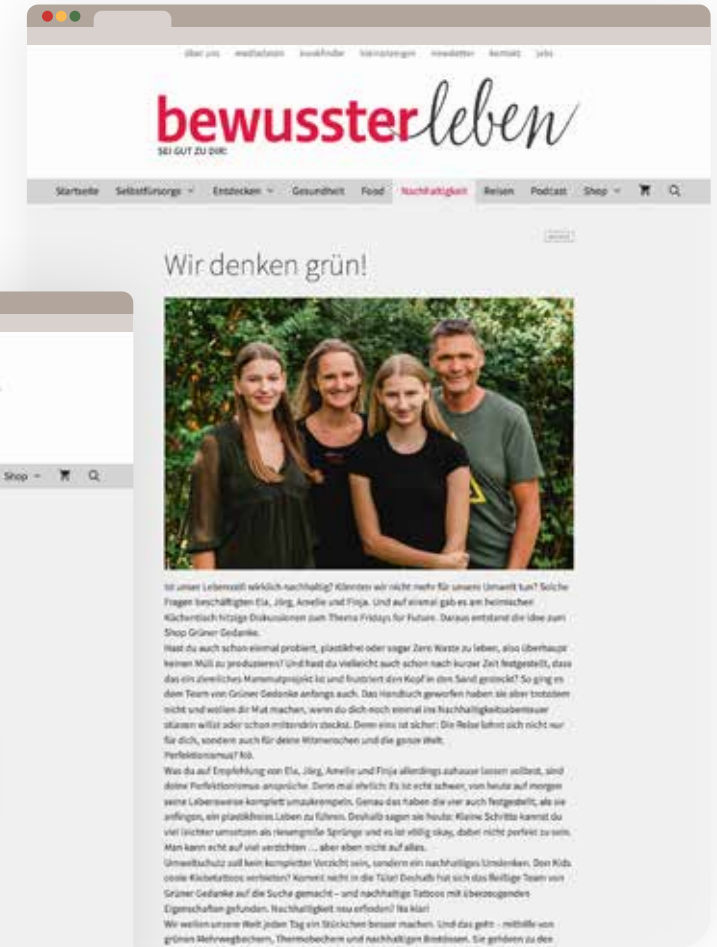 über uns mediadaten kioskfinder kleinanzeigen newsletter kontakt jobs
bewusster leben
SEI GUT ZU DIR!
Startseite Selbstfürsorge Entdecken Gesundheit Food Nachhaltigkeit Reisen Podcast Shop
Wir denken grün!
Shop
Ist unser Lebensstil wirklich nachhaltig? Könnten wir nicht mehr für unsere Umwelt tun? Solche
Fragen beschäftigten Ela, Jörg, Amelie und Finja. Und auf einmal gab es am heimischen
Küchentisch hitzige Diskussionen zum Thema Fridays for Future. Daraus entstand die Idee zum
Shop Grüner Gedanke.
Hast du auch schon einmal probiert, plastikfrei oder sogar Zero Waste zu leben, also überhaupt
keinen Müll zu produzieren? Und hast du vielleicht auch schon nach kurzer Zeit festgestellt, dass
das ein ziemliches Mammutprojekt ist und frustriert den Kopf in den Sand gesteckt? So ging es
dem Team von Grüner Gedanke anfangs auch. Das Handbuch geworfen haben sie aber trotzdem
nicht und wollen dir Mut machen, wenn du dich noch einmal ins Nachhaltigkeitsabenteuer
stürzen willst oder schon mittendrin steckst. Denn eins ist sicher: Die Reise lohnt sich nicht nur
für dich, sondern auch für deine Mitmenschen und die ganze Welt.
Perfektionismus? Nö.
Was du auf Empfehlung von Ela, Jörg, Amelie und Finja allerdings zuhause lassen solltest, sind
deine Perfektionismus-ansprüche. Denn mal ehrlich: Es ist echt schwer, von heute auf morgen
seine Lebensweise komplett umzukrempeln. Genau das haben die vier auch festgestellt, als sie
anfingen, ein plastikfreies Leben zu führen. Deshalb sagen sie heute: Kleine Schritte kannst du
viel leichter umsetzen als riesengroße Sprünge und es ist völlig okay, dabei nicht perfekt zu sein.
Man kann echt auf viel verzichten ... aber eben nicht auf alles.
Umweltschutz soll kein kompletter Verzicht sein, sondern ein nachhaltiges Umdenken. Den Kids
coole Klebetattoos verbieten? Kommt nicht in die Tüte! Deshalb hat sich das fleißige Team von
Grüner Gedanke auf die Suche gemacht – und nachhaltige Tattoos mit überzeugenden
Eigenschaften gefunden. Nachhaltigkeit neu erfinden? Na klar!
Wir wollen unsere Welt jeden Tag ein Stückchen besser machen. Und das geht – mithilfe von
grünen Mehrwegbechern, Thermobechern und nachhaltigen Brotdosen. Sie gehören zu den